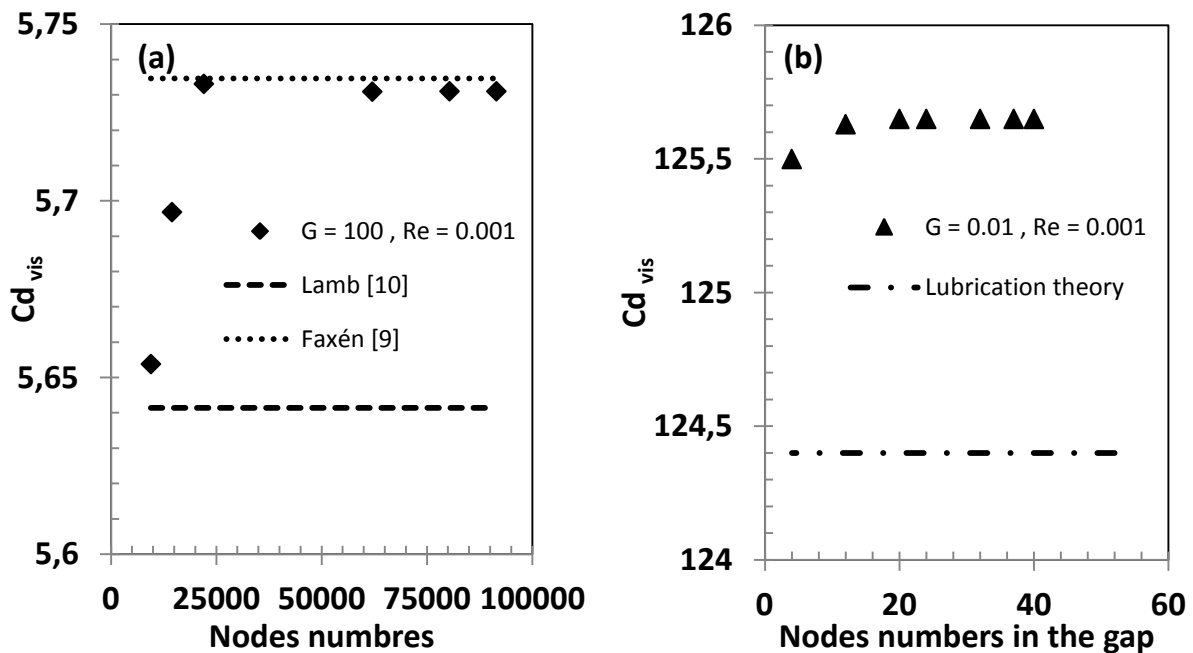 (a)
5,75
5,7
5,65
5,6
Cd vis
G = 100 , Re = 0.001
Lamb [10]
Faxén [9]
0 25000 50000 75000 100000
Nodes numbres
(b)
126
125,5
125
124,5
124
Cd vis
G = 0.01 , Re = 0.001
Lubrication theory
0 20 40 60
Nodes numbers in the gap